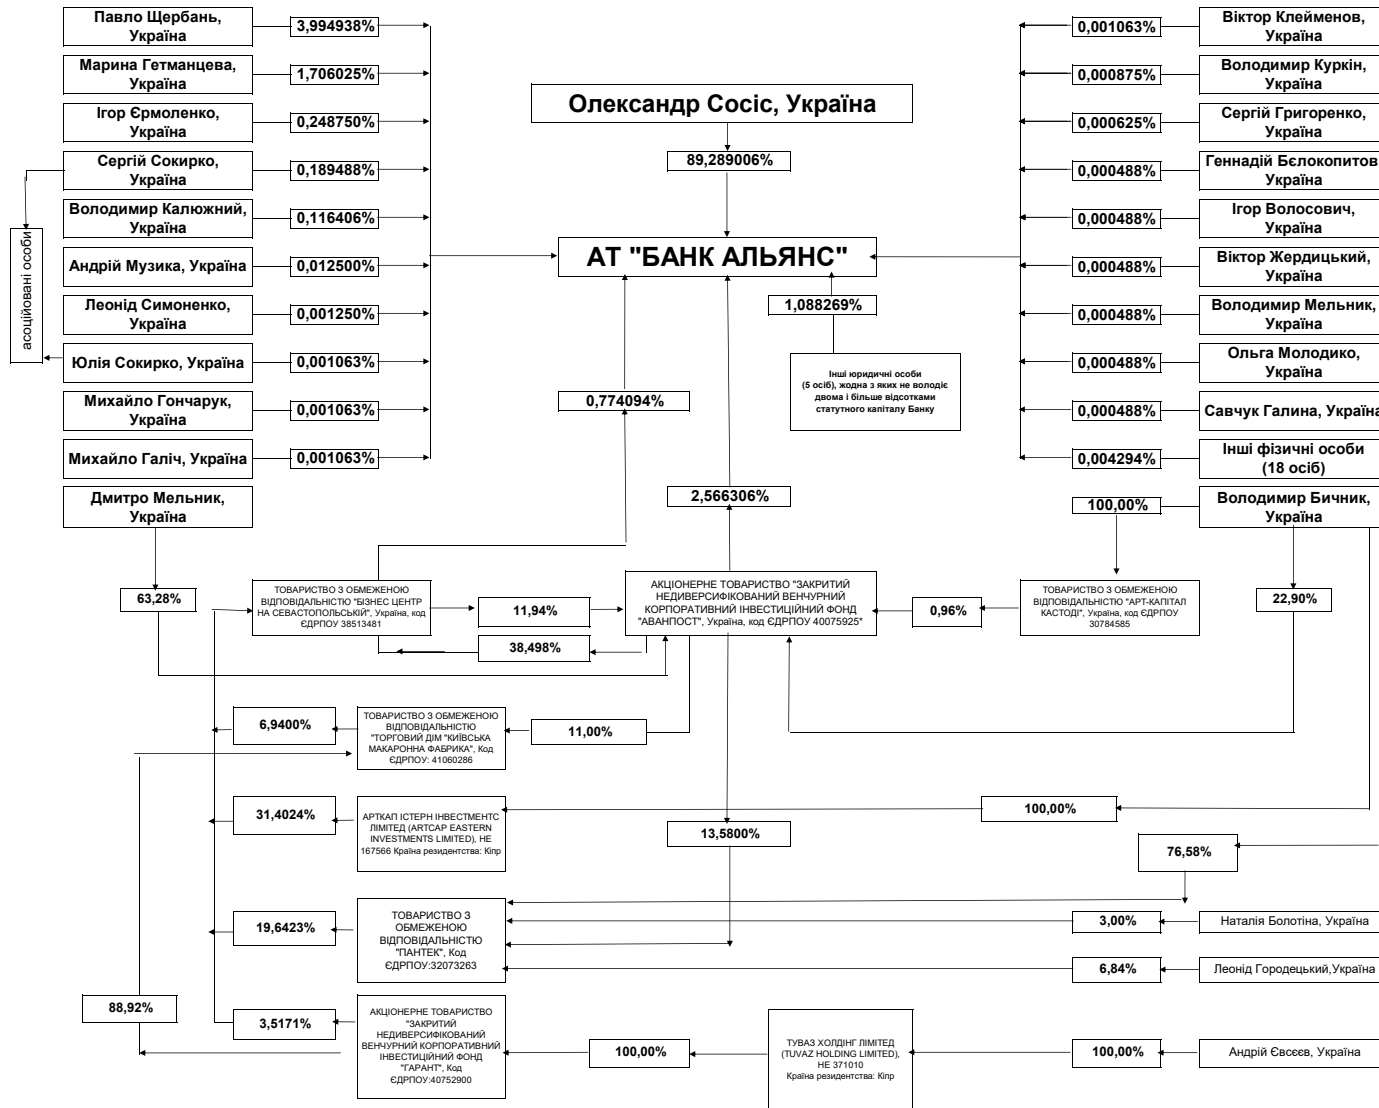 Павло Щербань,
Україна
3,994938%
Марина Гетманцева,
Україна
1,706025%
Ігор Єрмоленко,
Україна
0,248750%
Сергій Сокирко,
Україна
0,189488%
Володимир Калюжний,
Україна
0,116406%
Андрій Музика, Україна
0,012500%
Леонід Симоненко,
Україна
0,001250%
Юлія Сокирко, Україна
0,001063%
Михайло Гончарук,
Україна
0,001063%
Михайло Галіч, Україна
0,001063%
асоційовані особи
Олександр Сосіс, Україна
89,289006%
АТ "БАНК АЛЬЯНС"
1,088269%
Інші юридичні особи
(5 осіб), жодна з яких не володіє
двома і більше відсотками
статутного капіталу Банку
0,774094%
2,566306%
0,001063%
Віктор Клейменов,
Україна
0,000875%
Володимир Куркін,
Україна
0,000625%
Сергій Григоренко,
Україна
0,000488%
Геннадій Бєлокопитов
Україна
0,000488%
Ігор Волосович,
Україна
0,000488%
Віктор Жердицький,
Україна
0,000488%
Володимир Мельник,
Україна
0,000488%
Ольга Молодико,
Україна
0,000488%
Савчук Галина, Україна
0,004294%
Інші фізичні особи
(18 осіб)
Дмитро Мельник,
Україна
100,00%
Володимир Бичник,
Україна
63,28%
ТОВАРИСТВО З ОБМЕЖЕНОЮ
ВІДПОВІДАЛЬНІСТЮ "БІЗНЕС ЦЕНТР
НА СЕВАСТОПОЛЬСЬКІЙ", Україна, код
ЄДРПОУ 38513481
11,94%
38,498%
АКЦІОНЕРНЕ ТОВАРИСТВО "ЗАКРИТИЙ
НЕДИВЕРСИФІКОВАНИЙ ВЕНЧУРНИЙ
КОРПОРАТИВНИЙ ІНВЕСТИЦІЙНИЙ ФОНД
"АВАНПОСТ", Україна, код ЄДРПОУ 40075925*
0,96%
ТОВАРИСТВО З ОБМЕЖЕНОЮ
ВІДПОВІДАЛЬНІСТЮ "АРТ-КАПІТАЛ
КАСТОДІ", Україна, код ЄДРПОУ
30784585
22,90%
6,9400%
ТОВАРИСТВО З ОБМЕЖЕНОЮ
ВІДПОВІДАЛЬНІСТЮ
"ТОРГОВИЙ ДІМ "КИЇВСЬКА
МАКАРОННА ФАБРИКА", Код
ЄДРПОУ: 41060286
11,00%
31,4024%
АРТКАП ІСТЕРН ІНВЕСТМЕНТС
ЛІМІТЕД (ARTCAP EASTERN
INVESTMENTS LIMITED), НЕ
167566 Країна резидентства: Кіпр
100,00%
13,5800%
76,58%
19,6423%
ТОВАРИСТВО З
ОБМЕЖЕНОЮ
ВІДПОВІДАЛЬНІСТЮ
"ПАНТЕК", Код
ЄДРПОУ:32073263
3,00%
Наталія Болотіна, Україна
6,84%
Леонід Городецький,Україна
88,92%
3,5171%
АКЦІОНЕРНЕ ТОВАРИСТВО
"ЗАКРИТИЙ
НЕДИВЕРСИФІКОВАНИЙ
ВЕНЧУРНИЙ КОРПОРАТИВНИЙ
ІНВЕСТИЦІЙНИЙ ФОНД
"ГАРАНТ", Код
ЄДРПОУ:40752900
100,00%
ТУВАЗ ХОЛДІНГ ЛІМІТЕД
(TUVAZ HOLDING LIMITED),
НЕ 371010
Країна резидентства: Кіпр
100,00%
Андрій Євсєєв, Україна